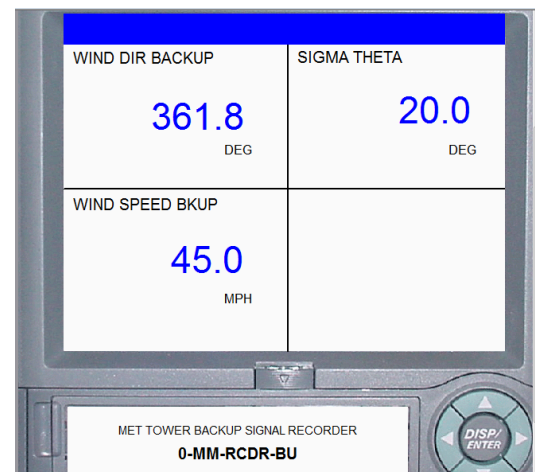 WIND DIR BACKUP
361.8
DEG
SIGMA THETA
20.0
DEG
WIND SPEED BKUP
45.0
MPH
MET TOWER BACKUP SIGNAL RECORDER
0-MM-RCDR-BU
DISP/
ENTER